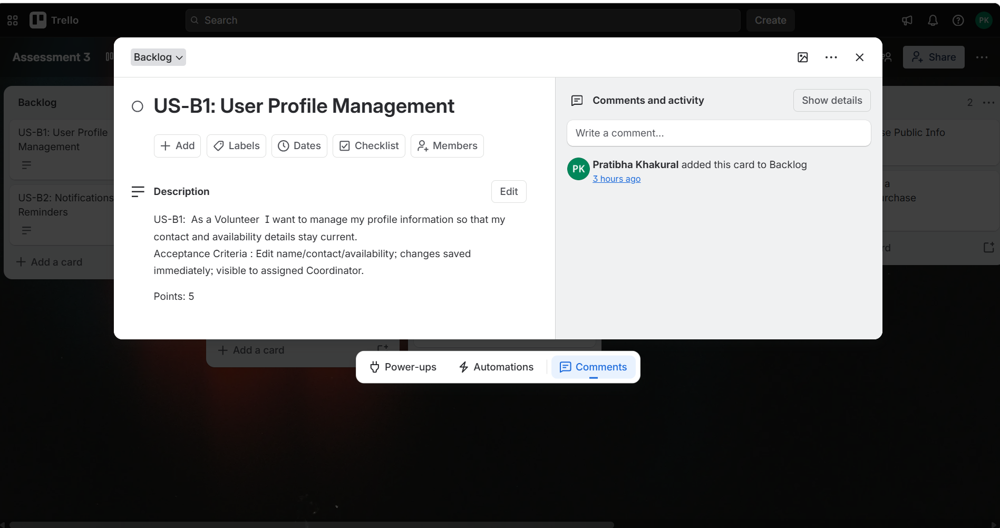 Trello
Search
Create
PK
Assessment 3
Share
Backlog
Backlog
US-B1: User Profile
Management
US-B2: Notifications
Reminders
Add a card
US-B1: User Profile Management
Add
Labels
Dates
Checklist
Members
Description
Edit
US-B1:  As a Volunteer  I want to manage my profile information so that my
contact and availability details stay current.
Acceptance Criteria : Edit name/contact/availability; changes saved
immediately; visible to assigned Coordinator.
Points: 5
Comments and activity
Show details
Write a comment...
PK
Pratibha Khakural added this card to Backlog
3 hours ago
2
Public Info
a
Add a card
Power-ups
Automations
Comments